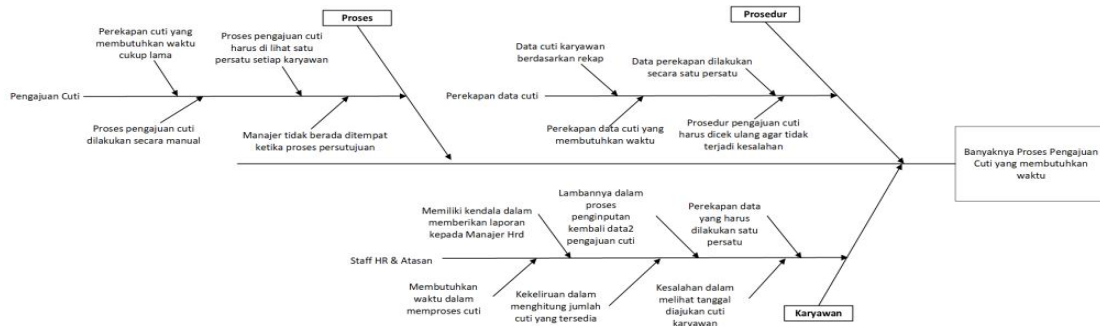 Proses
Prosedur
Perekapan cuti yang
membutuhkan waktu
cukup lama
Proses pengajuan cuti
harus di lihat satu
persatu setiap karyawan
Data cuti karyawan
berdasarkan rekap
Data perekapan dilakukan
secara satu persatu
Pengajuan Cuti
Perekapan data cuti
Proses pengajuan cuti
dilakukan secara manual
Manajer tidak berada ditempat
ketika proses persutujuan
Perekapan data cuti yang
membutuhkan waktu
Prosedur pengajuan cuti
harus dicek ulang agar tidak
terjadi kesalahan
Banyaknya Proses Pengajuan
Cuti yang membutuhkan
waktu
Memiliki kendala dalam
memberikan laporan
kepada Manajer Hrd
Lambannya dalam
proses
penginputan
kembali data2
pengajuan cuti
Perekapan data
yang harus
dilakukan satu
persatu
Staff HR & Atasan
Membutuhkan
waktu dalam
memproses cuti
Kekeliruan dalam
menghitung jumlah
cuti yang tersedia
Kesalahan dalam
melihat tanggal
diajukan cuti
karyawan
Karyawan